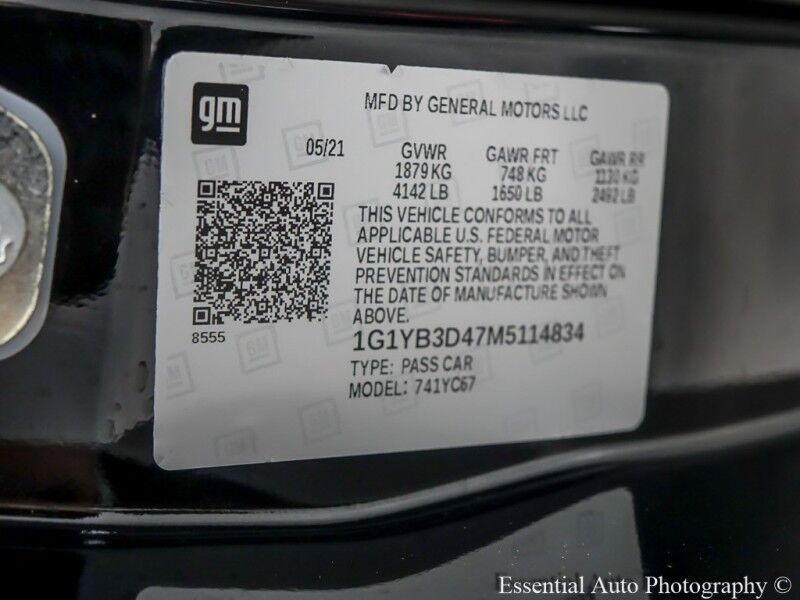 gm
MFD BY GENERAL MOTORS LLC
05/21
GVWR GAWR FRT GAWR RR
1879 KG 748 KG 1130 KG
4142 LB 1650 LB 2492 LB
THIS VEHICLE CONFORMS TO ALL
APPLICABLE U.S. FEDERAL MOTOR
VEHICLE SAFETY, BUMPER, AND THEFT
PREVENTION STANDARDS IN EFFECT ON
THE DATE OF MANUFACTURE SHOWN
ABOVE.
8555
1G1YB3D47M5114834
TYPE: PASS CAR
MODEL: 741YC67
Essential Auto Photography ©